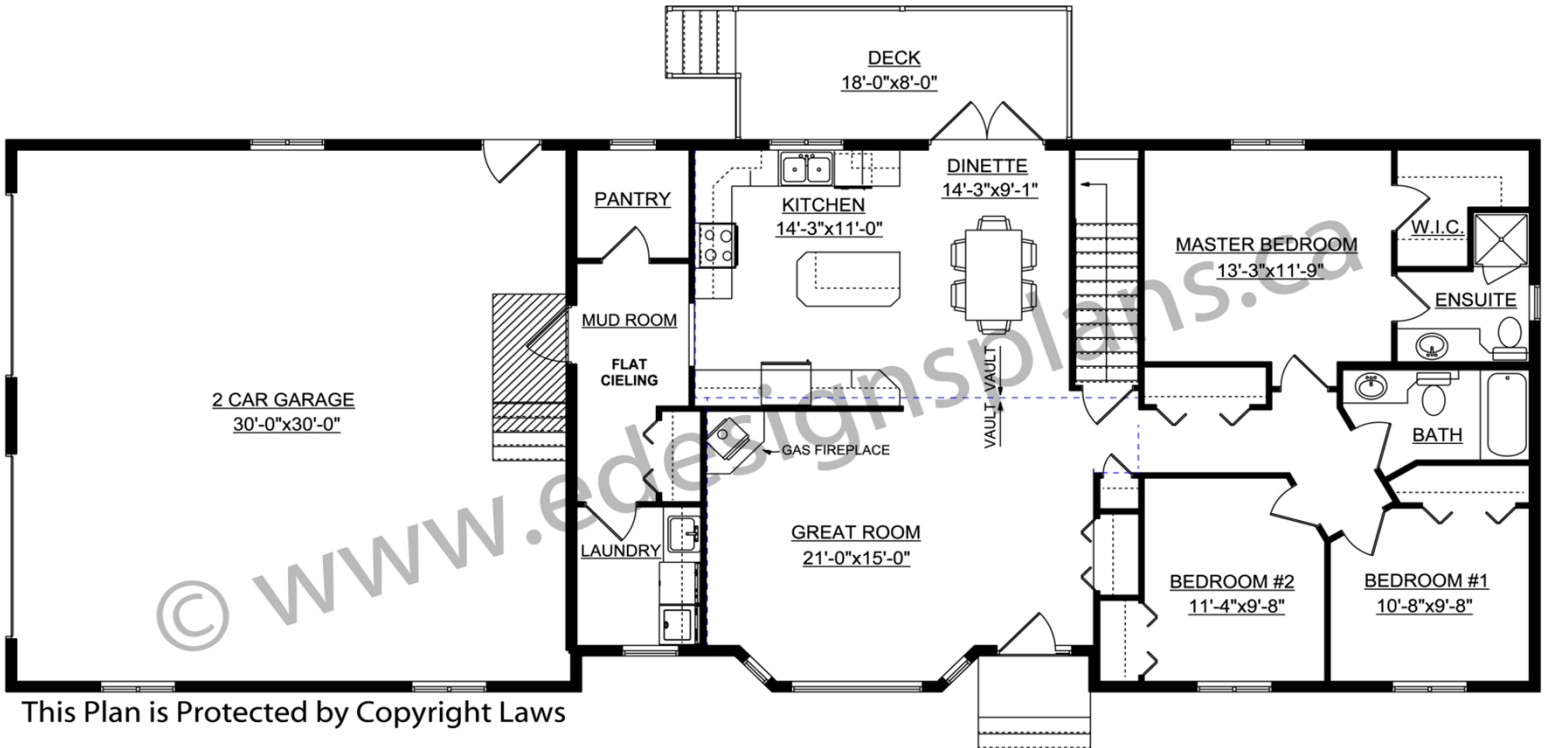 DECK
18'-0"x8'-0"
PANTRY
KITCHEN
14'-3"x11'-0"
DINETTE
14'-3"x9'-1"
MASTER BEDROOM
13'-3"x11'-9"
W.I.C.
ENSUITE
MUD ROOM
FLAT
CIELING
2 CAR GARAGE
30'-0"x30'-0"
VAULT
VAULT
BATH
GAS FIREPLACE
GREAT ROOM
21'-0"x15'-0"
LAUNDRY
BEDROOM #2
11'-4"x9'-8"
BEDROOM #1
10'-8"x9'-8"
© www.edesignsplans.ca
This Plan is Protected by Copyright Laws